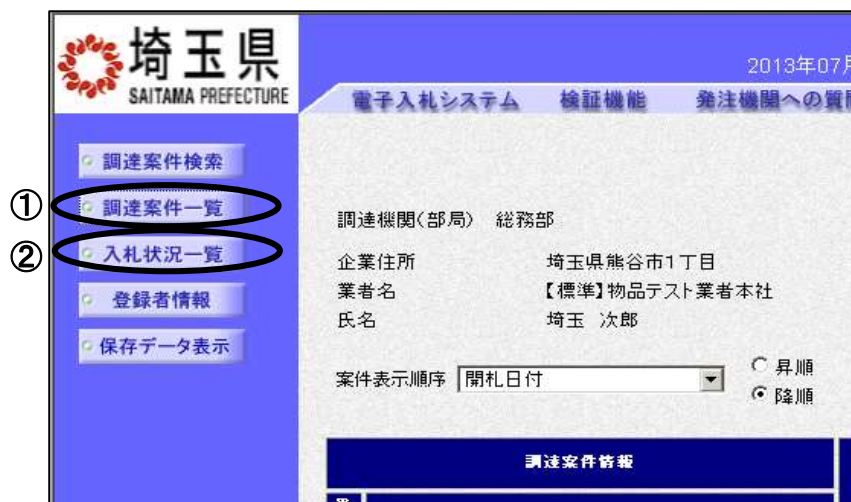 埼玉県
SAITAMA PREFECTURE
2013年07月
電子入札システム 検証機能 発注機関への質問
調達案件検索
① 調達案件一覧
② 入札状況一覧
登録者情報
保存データ表示
調達機関(部局) 総務部
企業住所 埼玉県熊谷市1丁目
業者名 【標準】物品テスト業者本社
氏名 埼玉 次郎
案件表示順序 開札日付
昇順
降順
調達案件情報